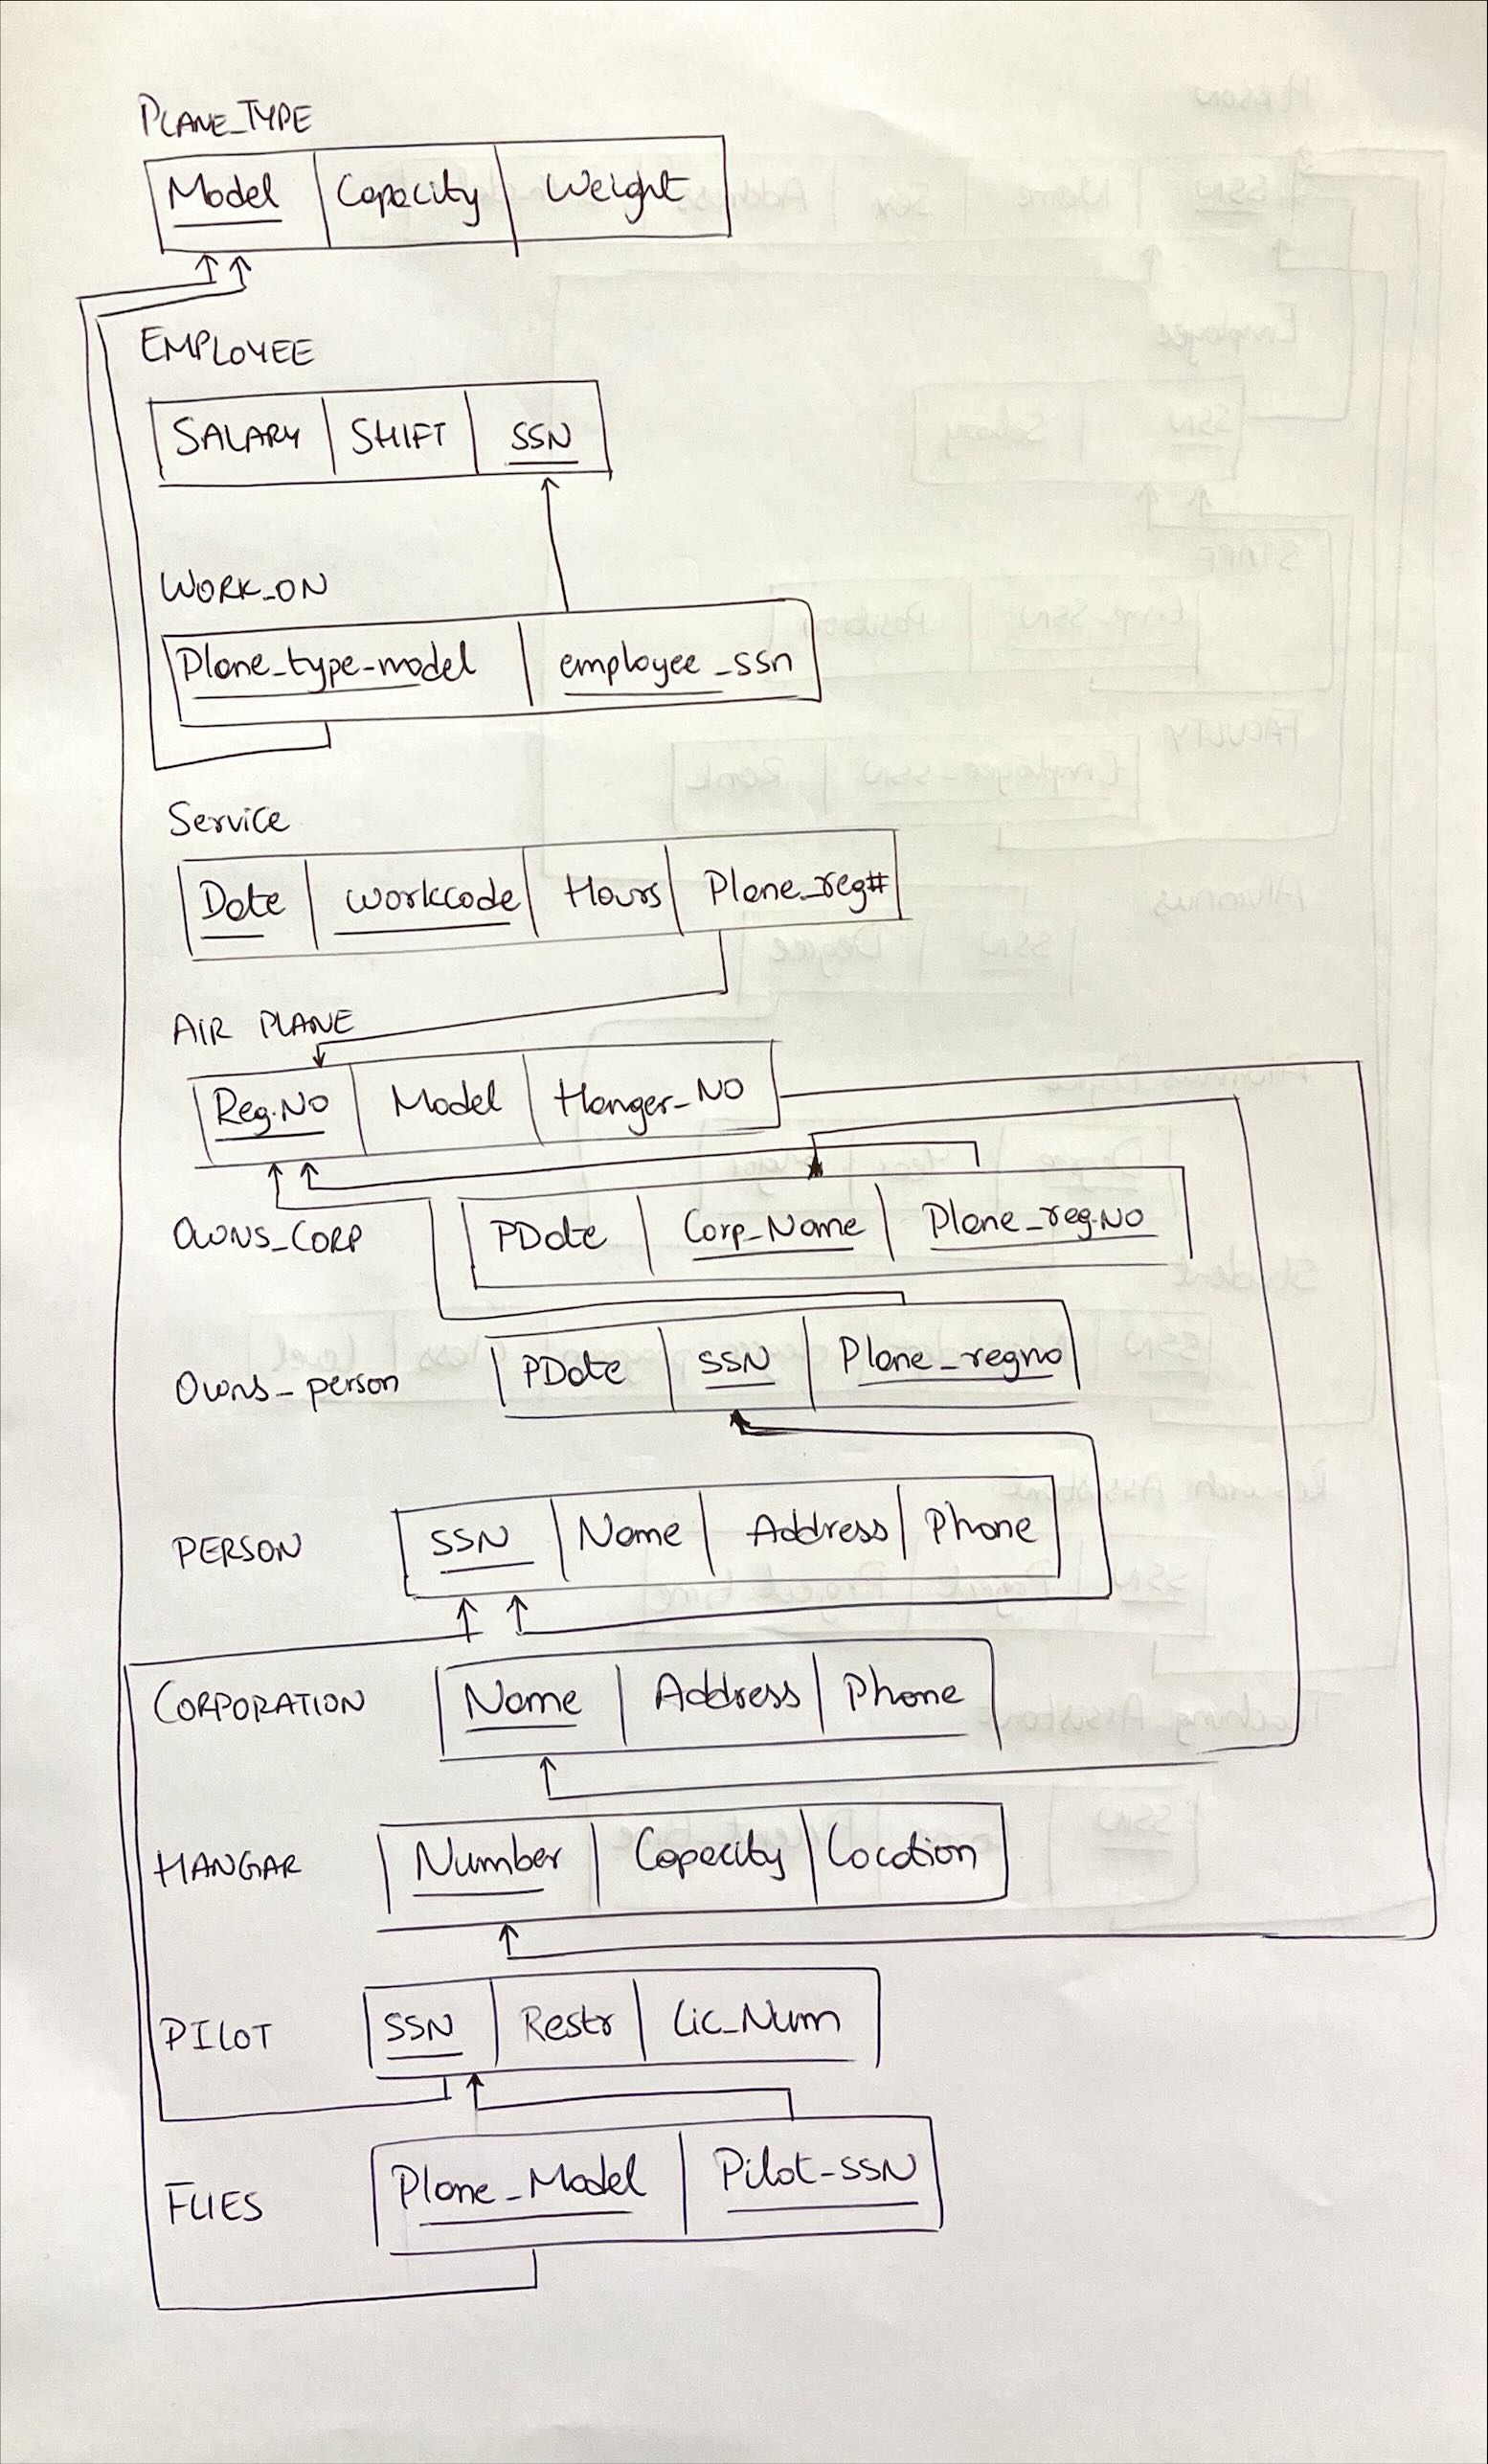 PLANE_TYPE
Model Capacity Weight
EMPLOYEE
SALARY SHIFT SSN
WORK_ON
Plane_type-model employee_ssn
Service
Date workcode Hours Plane_reg#
AIR PLANE
Reg.No Model Hanger_NO
OWNS_CORP PDate Corp_Name Plane_reg.No
Owns_person PDate SSN Plane_regno
PERSON SSN Name Address Phone
CORPORATION Name Address Phone
HANGAR Number Capacity Location
PILOT SSN Restr Lic_Num
FLIES Plane_Model Pilot-SSN